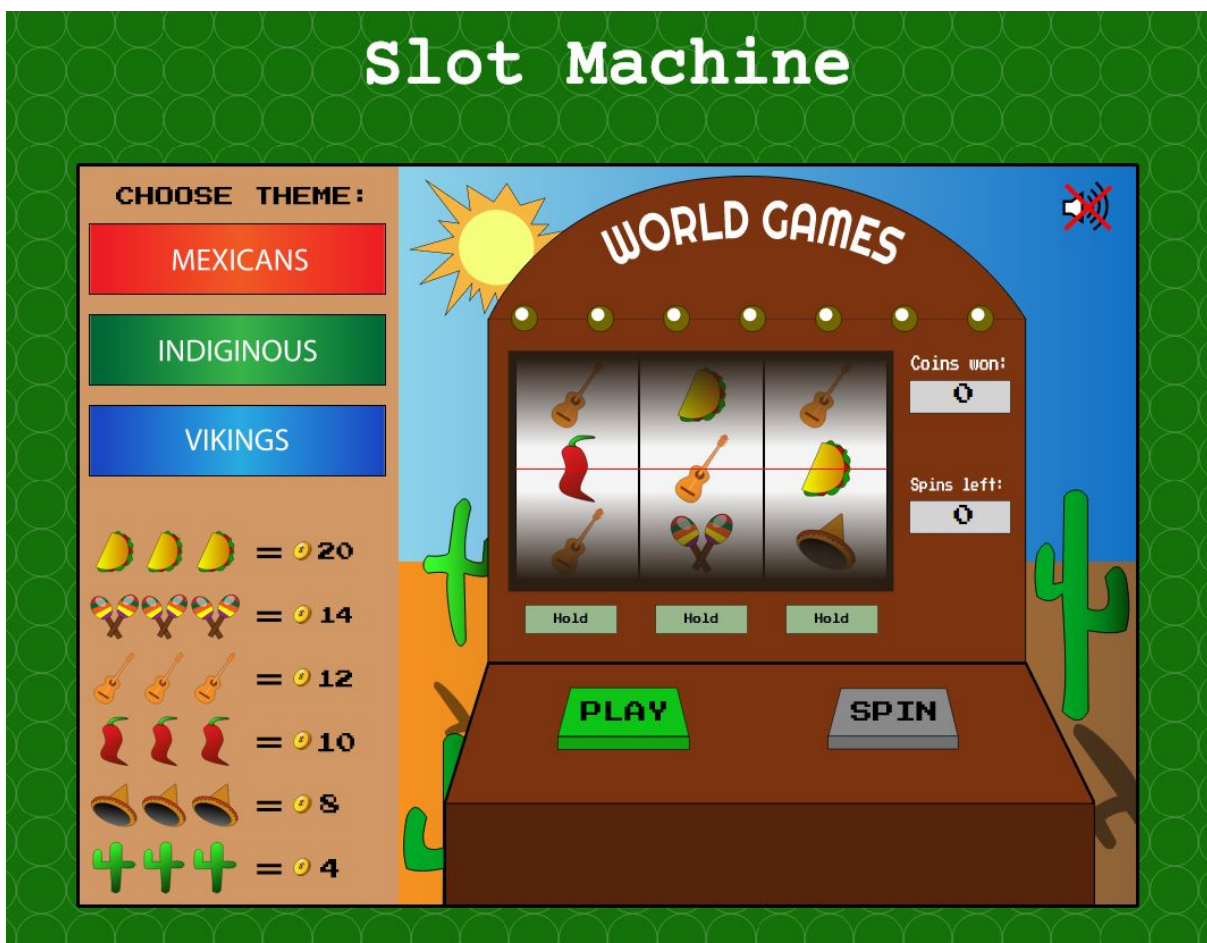 Slot Machine
CHOOSE THEME:
MEXICANS
INDIGINOUS
VIKINGS
= 20
= 14
= 12
= 10
= 8
= 4
WORLD GAMES
Coins won:
0
Spins left:
0
Hold Hold Hold
PLAY SPIN